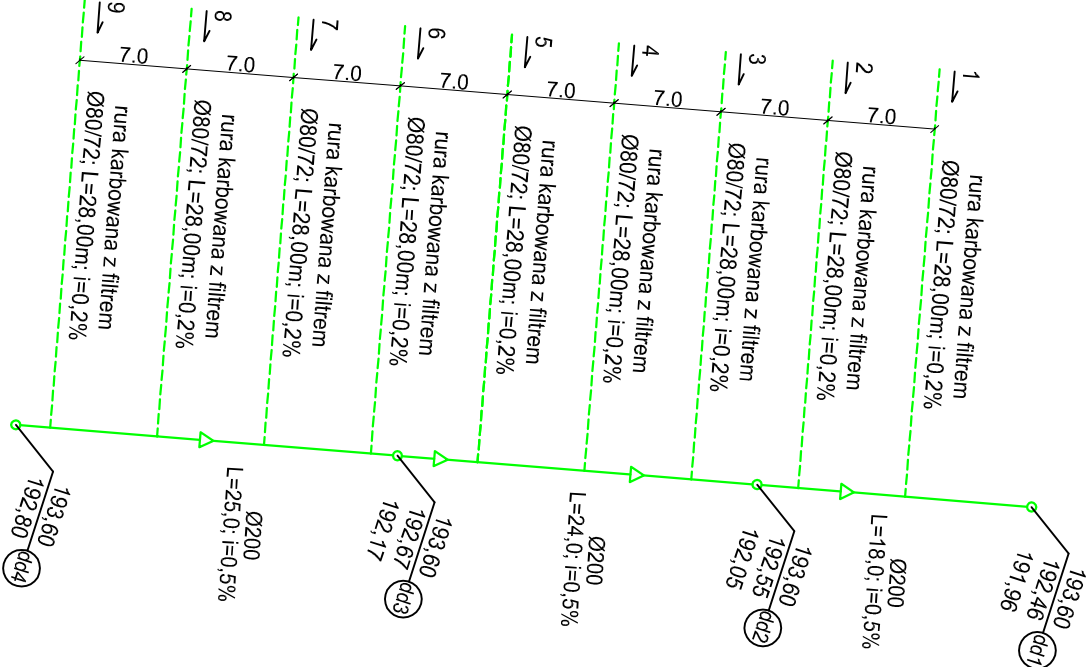 9
8
7
6
5
4
3
2
1
7.0
7.0
7.0
7.0
7.0
7.0
7.0
7.0
rura karbowana z filtrem
Ø80/72; L=28,00m; i=0,2%
rura karbowana z filtrem
Ø80/72; L=28,00m; i=0,2%
rura karbowana z filtrem
Ø80/72; L=28,00m; i=0,2%
rura karbowana z filtrem
Ø80/72; L=28,00m; i=0,2%
rura karbowana z filtrem
Ø80/72; L=28,00m; i=0,2%
rura karbowana z filtrem
Ø80/72; L=28,00m; i=0,2%
rura karbowana z filtrem
Ø80/72; L=28,00m; i=0,2%
rura karbowana z filtrem
Ø80/72; L=28,00m; i=0,2%
rura karbowana z filtrem
Ø80/72; L=28,00m; i=0,2%
193,60
192,80
dd4
Ø200
L=25,0; i=0,5%
193,60
192,67
192,17
dd3
Ø200
L=24,0; i=0,5%
193,60
192,55
192,05
dd2
Ø200
L=18,0; i=0,5%
193,60
192,46
191,96
dd1